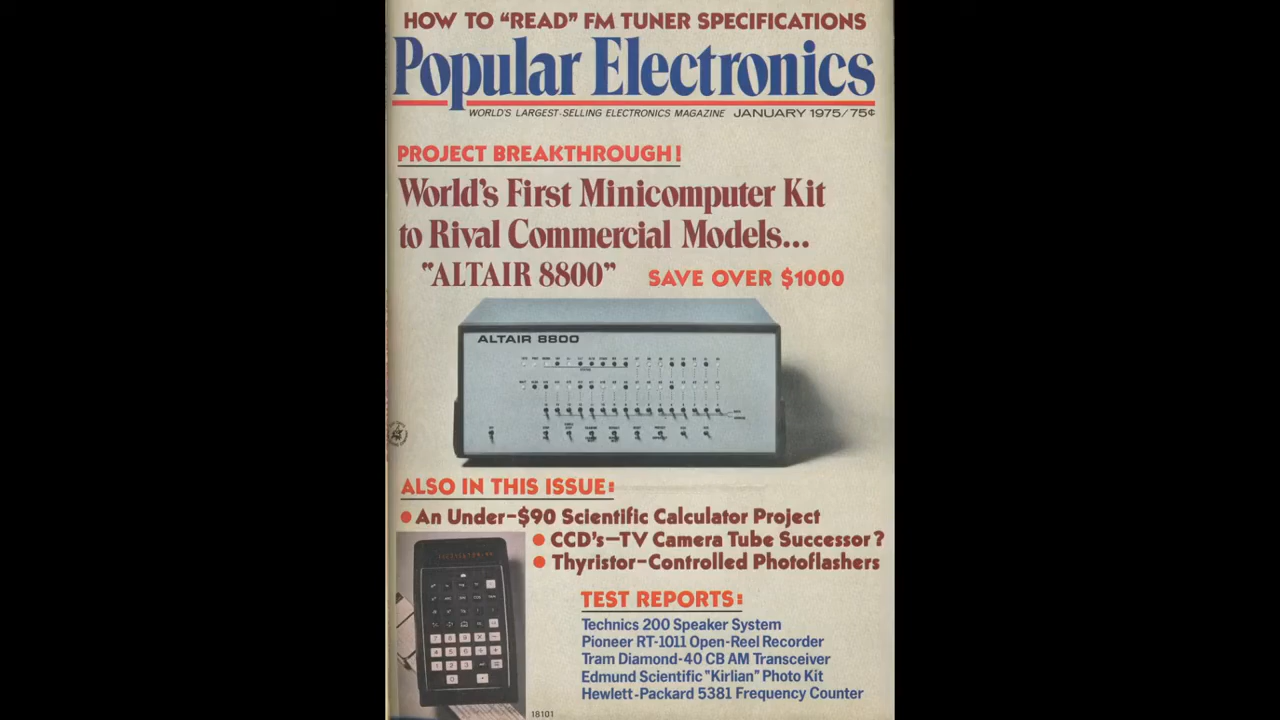 HOW TO “READ” FM TUNER SPECIFICATIONS
Popular Electronics
WORLD'S LARGEST-SELLING ELECTRONICS MAGAZINE JANUARY 1975/75¢
PROJECT BREAKTHROUGH!
World's First Minicomputer Kit
to Rival Commercial Models...
"ALTAIR 8800" SAVE OVER $1000
ALTAIR 8800
ALSO IN THIS ISSUE:
● An Under-$90 Scientific Calculator Project
● CCD's—TV Camera Tube Successor?
● Thyristor-Controlled Photoflashers
TEST REPORTS:
Technics 200 Speaker System
Pioneer RT-1011 Open-Reel Recorder
Tram Diamond-40 CB AM Transceiver
Edmund Scientific "Kirlian" Photo Kit
Hewlett-Packard 5381 Frequency Counter
18101